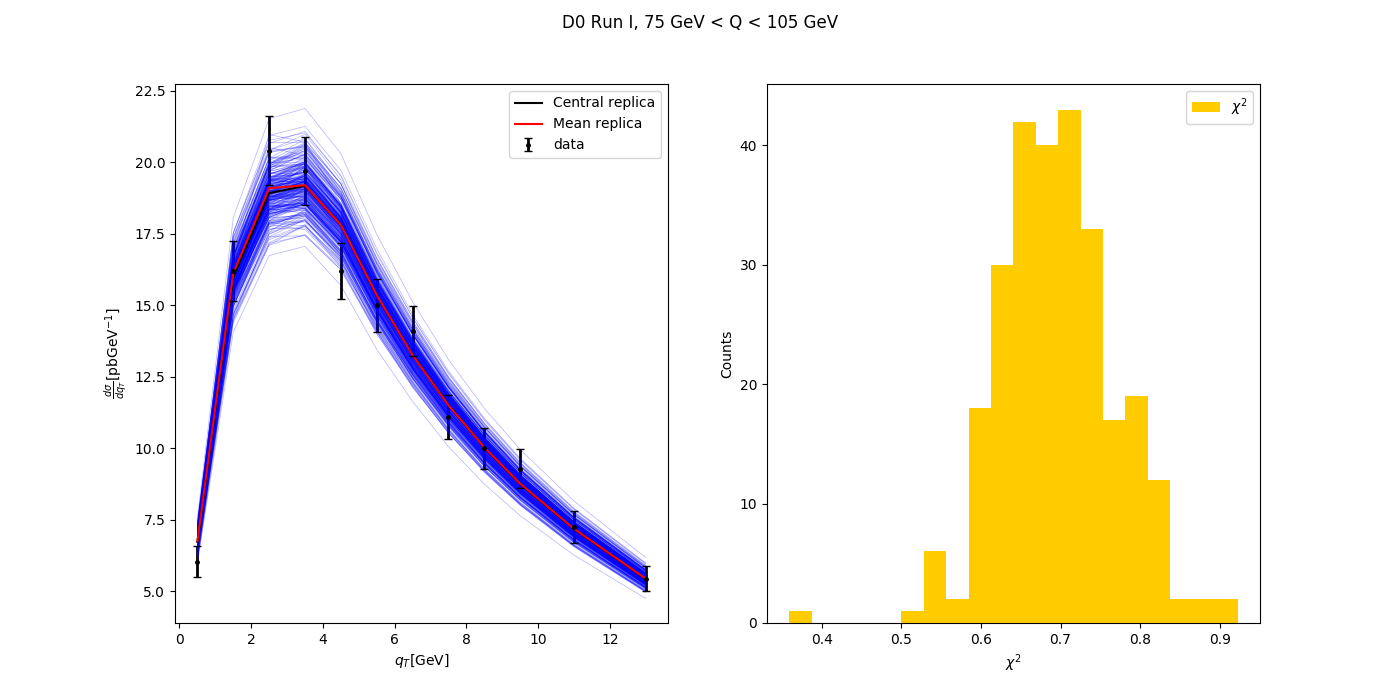 D0 Run I, 75 GeV < Q < 105 GeV
22.5
20.0
17.5
15.0
12.5
10.0
7.5
5.0
0
2
4
6
8
10
12
q_T[GeV]
\frac{dσ}{dq_T}[pbGeV⁻¹]
Central replica
Mean replica
data
40
30
20
10
0
0.4
0.5
0.6
0.7
0.8
0.9
χ²
Counts
χ²